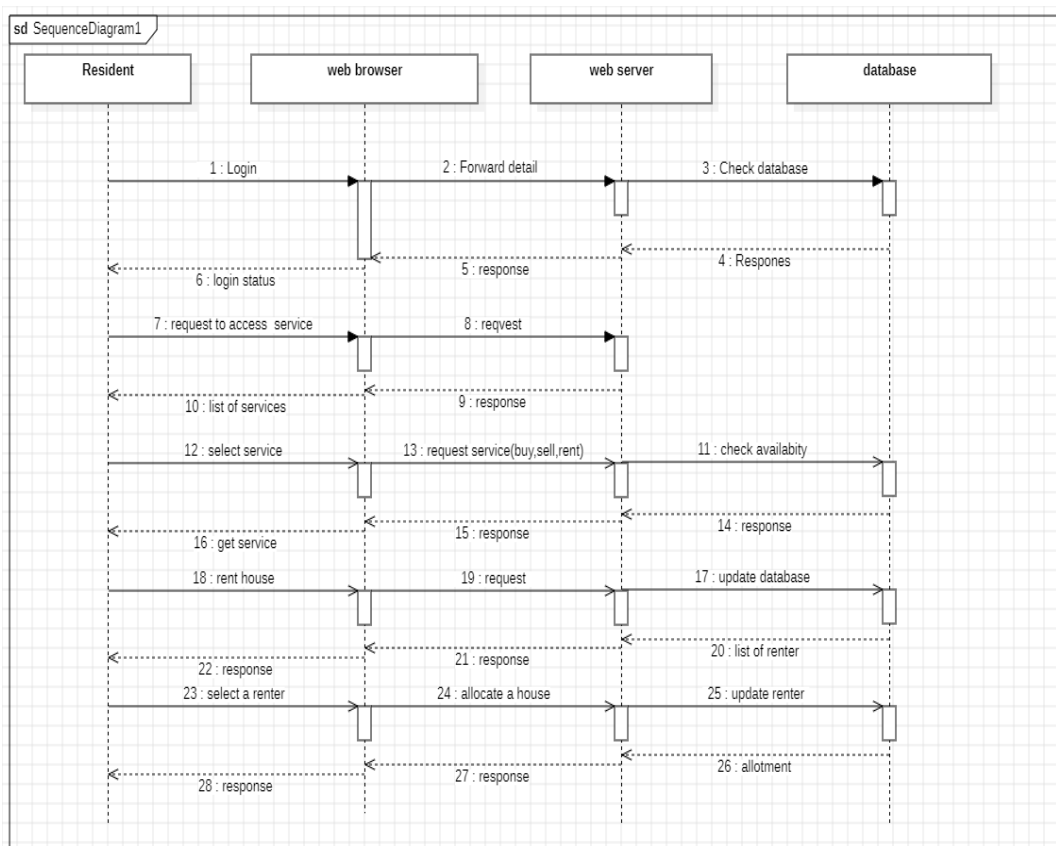 sd SequenceDiagram1
Resident
web browser
web server
database
1 : Login
2 : Forward detail
3 : Check database
4 : Respones
5 : response
6 : login status
7 : request to access  service
8 : reqvest
9 : response
10 : list of services
12 : select service
13 : request service(buy,sell,rent)
11 : check availabity
14 : response
15 : response
16 : get service
18 : rent house
19 : request
17 : update database
20 : list of renter
21 : response
22 : response
23 : select a renter
24 : allocate a house
25 : update renter
26 : allotment
27 : response
28 : response